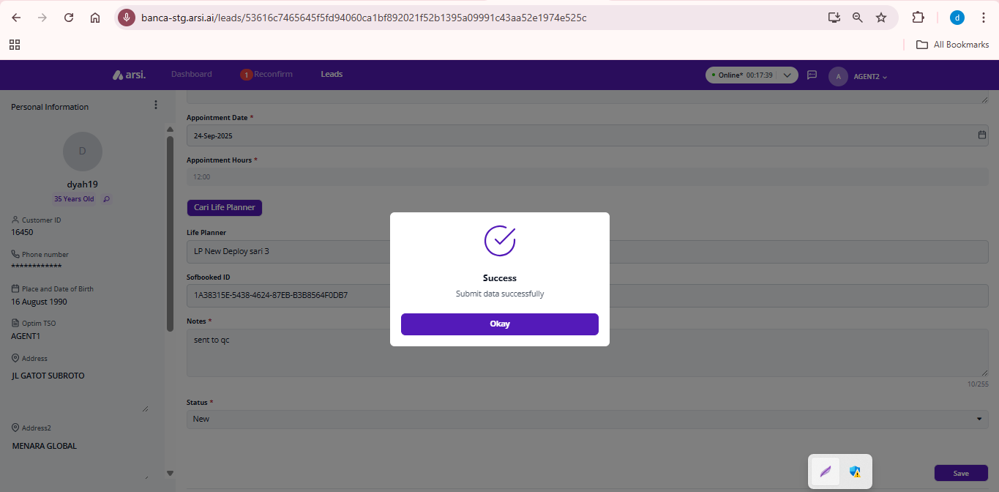 banca-stg.arsi.ai/leads/53616c7465645f5fd94060ca1bf892021f52b1395a09991c43aa52e1974e525c
d
All Bookmarks
arsi.
Dashboard
1 Reconfirm
Leads
Online* 00:17:39
A
AGENT2
Personal Information
D
dyah19
35 Years Old
Customer ID
16450
Phone number
************
Place and Date of Birth
16 August 1990
Optim TSO
AGENT1
Address
JL GATOT SUBROTO
Address2
MENARA GLOBAL
Appointment Date *
24-Sep-2025
Appointment Hours *
12:00
Cari Life Planner
Life Planner
LP New Deploy sari 3
Sofbooked ID
1A38315E-5438-4624-87EB-B3B8564F0DB7
Notes *
sent to qc
10/255
Status *
New
Save
Success
Submit data successfully
Okay